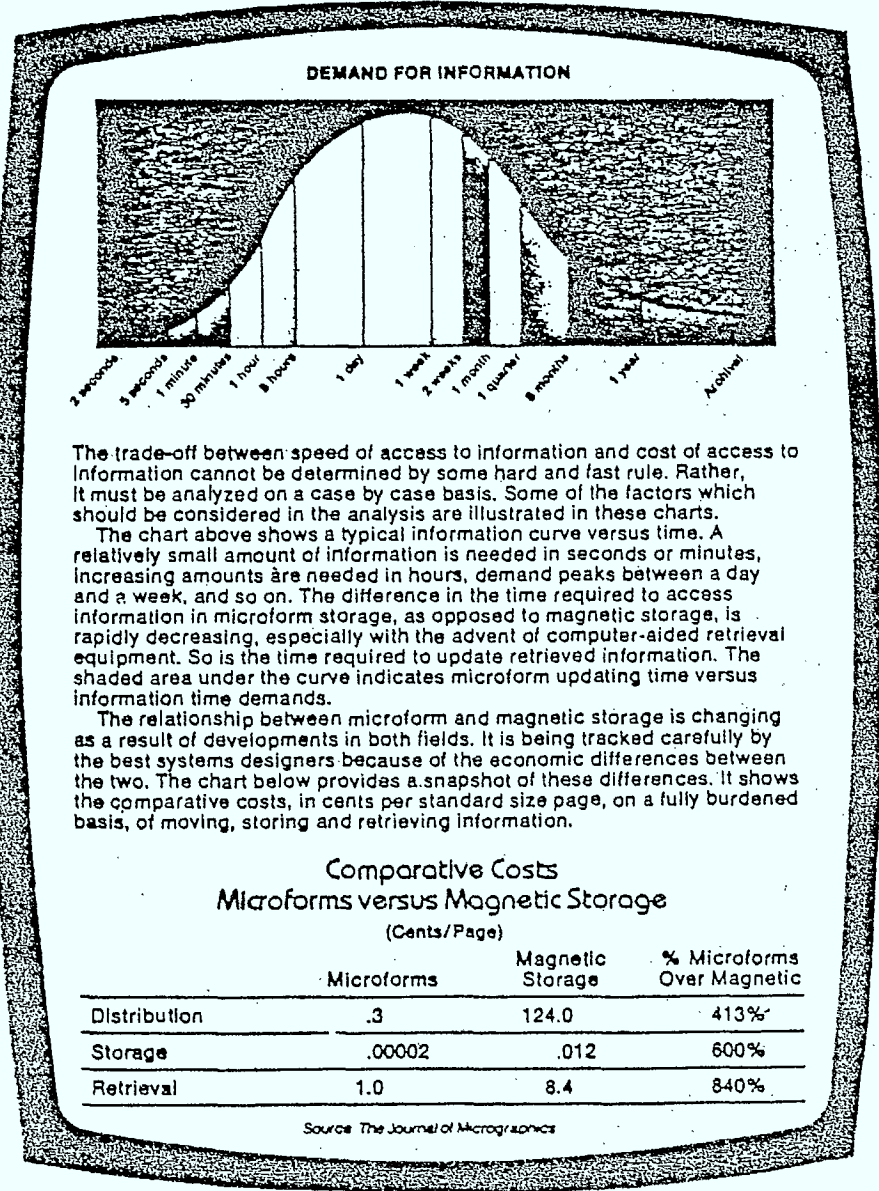 DEMAND FOR INFORMATION
2 seconds
5 seconds
1 minute
30 minutes
1 hour
8 hours
1 day
1 week
2 weeks
1 month
1 quarter
8 months
1 year
Archival
The trade-off between speed of access to information and cost of access to
information cannot be determined by some hard and fast rule. Rather,
it must be analyzed on a case by case basis. Some of the factors which
should be considered in the analysis are illustrated in these charts.
The chart above shows a typical information curve versus time. A
relatively small amount of information is needed in seconds or minutes,
increasing amounts are needed in hours, demand peaks between a day
and a week, and so on. The difference in the time required to access
information in microform storage, as opposed to magnetic storage, is
rapidly decreasing, especially with the advent of computer-aided retrieval
equipment. So is the time required to update retrieved information. The
shaded area under the curve indicates microform updating time versus
information time demands.
The relationship between microform and magnetic storage is changing
as a result of developments in both fields. It is being tracked carefully by
the best systems designers because of the economic differences between
the two. The chart below provides a snapshot of these differences. It shows
the comparative costs, in cents per standard size page, on a fully burdened
basis, of moving, storing and retrieving information.
Comparative Costs
Microforms versus Magnetic Storage
(Cents/Page)
Microforms Magnetic Storage % Microforms Over Magnetic
Distribution .3 124.0 413%
Storage .00002 .012 600%
Retrieval 1.0 8.4 840%
Source The Journal of Micrographics